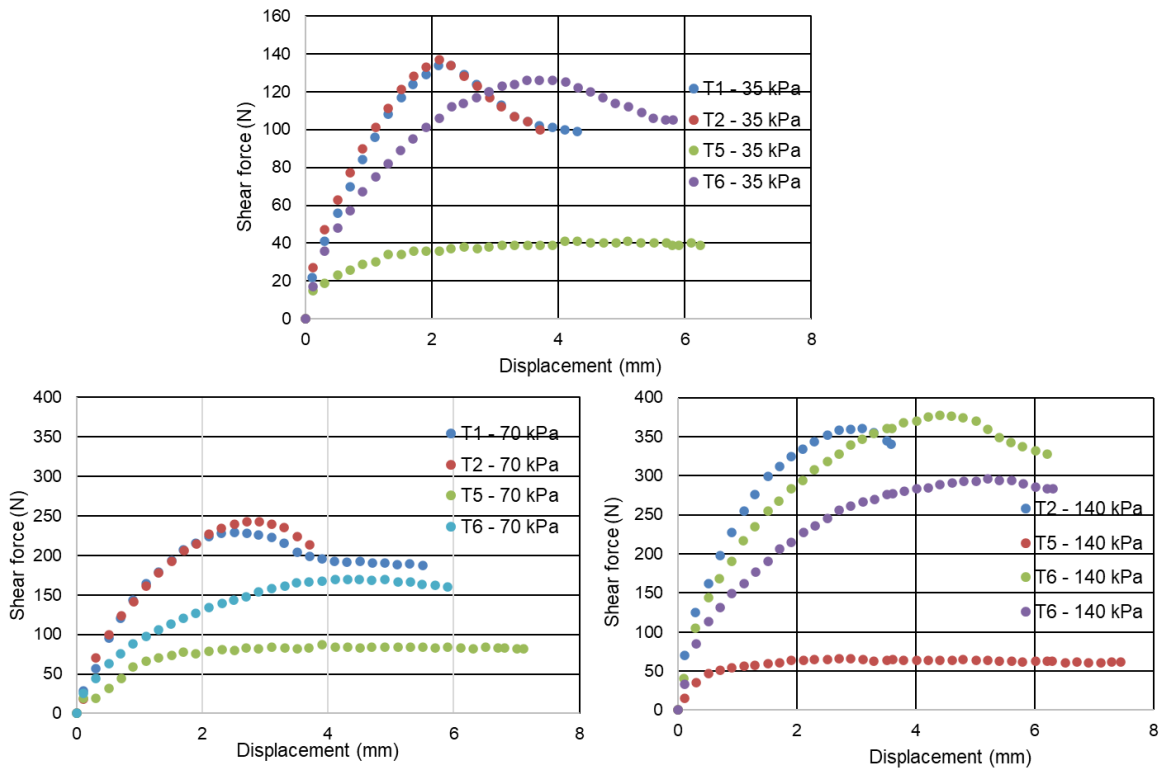 Shear force (N)
160
140
120
100
80
60
40
20
0
0 2 4 6 8
Displacement (mm)
T1 - 35 kPa
T2 - 35 kPa
T5 - 35 kPa
T6 - 35 kPa
Shear force (N)
400
350
300
250
200
150
100
50
0
0 2 4 6 8
Displacement (mm)
T1 - 70 kPa
T2 - 70 kPa
T5 - 70 kPa
T6 - 70 kPa
Shear force (N)
400
350
300
250
200
150
100
50
0
0 2 4 6 8
Displacement (mm)
T2 - 140 kPa
T5 - 140 kPa
T6 - 140 kPa
T6 - 140 kPa